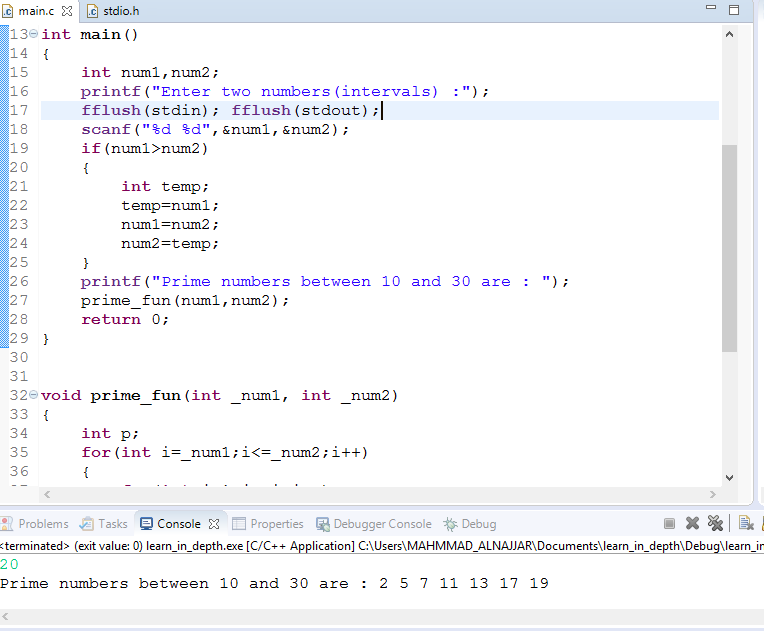 main.c stdio.h
13 int main()
14 {
15 int num1,num2;
16 printf("Enter two numbers(intervals) :");
17 fflush(stdin); fflush(stdout);
18 scanf("%d %d",&num1,&num2);
19 if(num1>num2)
20 {
21 int temp;
22 temp=num1;
23 num1=num2;
24 num2=temp;
25 }
26 printf("Prime numbers between 10 and 30 are : ");
27 prime_fun(num1,num2);
28 return 0;
29 }
30
31
32 void prime_fun(int _num1, int _num2)
33 {
34 int p;
35 for(int i=_num1;i<=_num2;i++)
36 {
Problems Tasks Console Properties Debugger Console Debug
<terminated> (exit value: 0) learn_in_depth.exe [C/C++ Application] C:\Users\MAHMMAD_ALNAJJAR\Documents\learn_in_depth\Debug\learn_in
20
Prime numbers between 10 and 30 are : 2 5 7 11 13 17 19